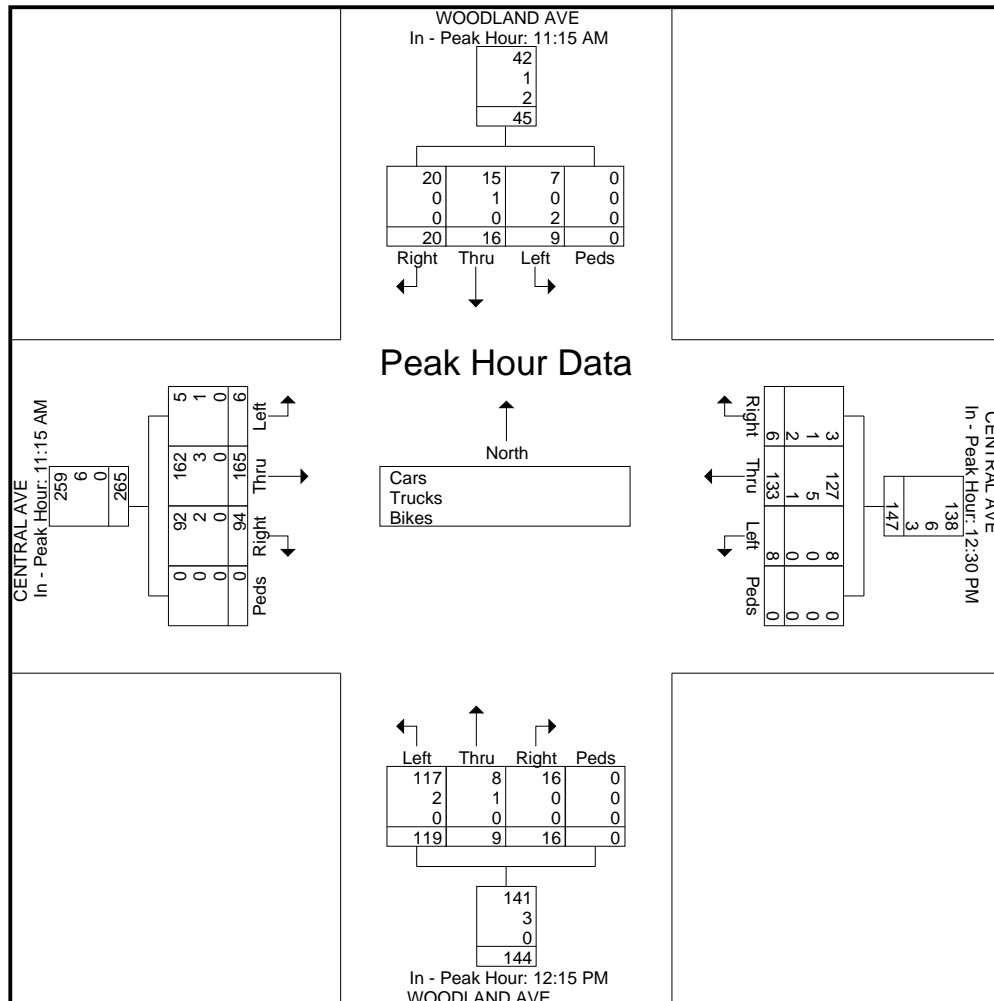 WOODLAND AVE
In - Peak Hour: 11:15 AM
42
1
2
45
20 15 7 0
0 1 0 0
0 0 2 0
20 16 9 0
Right Thru Left Peds
Peak Hour Data
North
Cars
Trucks
Bikes
CENTRAL AVE
In - Peak Hour: 11:15 AM
259
6
0
265
5 1 0 6 Left
162 3 0 165 Thru
92 2 0 94 Right
0 0 0 0 Peds
Right 6 2 1 3
Thru 133 1 5 127
Left 8 0 0 8
Peds 0 0 0 0
147 3 6 138
CENTRAL AVE
In - Peak Hour: 12:30 PM
Left Thru Right Peds
117 8 16 0
2 1 0 0
0 0 0 0
119 9 16 0
141
3
0
144
In - Peak Hour: 12:15 PM
WOODLAND AVE